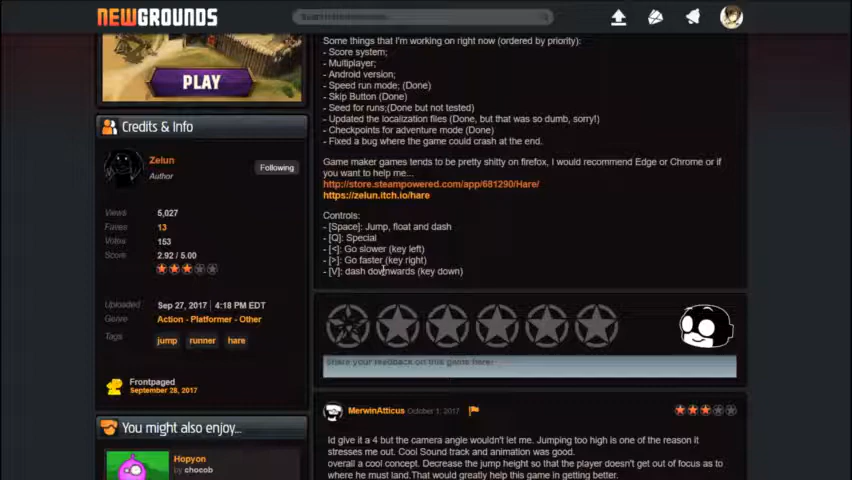 NEWGROUNDS
Some things that I'm working on right now (ordered by priority):
- Score system;
- Multiplayer;
- Android version;
- Speed run mode; (Done)
- Skip Button (Done)
- Seed for runs;(Done but not tested)
- Updated the localization files (Done, but that was so dumb, sorry!)
- Checkpoints for adventure mode (Done)
- Fixed a bug where the game could crash at the end.
Game maker games tends to be pretty shitty on firefox, I would recommend Edge or Chrome or if
you want to help me...
http://store.steampowered.com/app/681290/Hare/
https://zelun.itch.io/hare
Controls:
- [Space]: Jump, float and dash
- [Q]: Special
- [<]: Go slower (key left)
- [>]: Go faster (key right)
- [V]: dash downwards (key down)
PLAY
Credits & Info
Zelun
Author
Following
Views 5,027
Faves 13
Votes 153
Score 2.92 / 5.00
Uploaded Sep 27, 2017 | 4:18 PM EDT
Genre Action - Platformer - Other
Tags jump runner hare
Frontpaged
September 28, 2017
You might also enjoy...
Hopyon
by chocob
Share your feedback on this game here!
MerwinAtticus October 1, 2017
Id give it a 4 but the camera angle wouldn't let me. Jumping too high is one of the reason it
stresses me out. Cool Sound track and animation was good.
overall a cool concept. Decrease the jump height so that the player doesn't get out of focus as to
where he must land.That would greatly help this game in getting better.